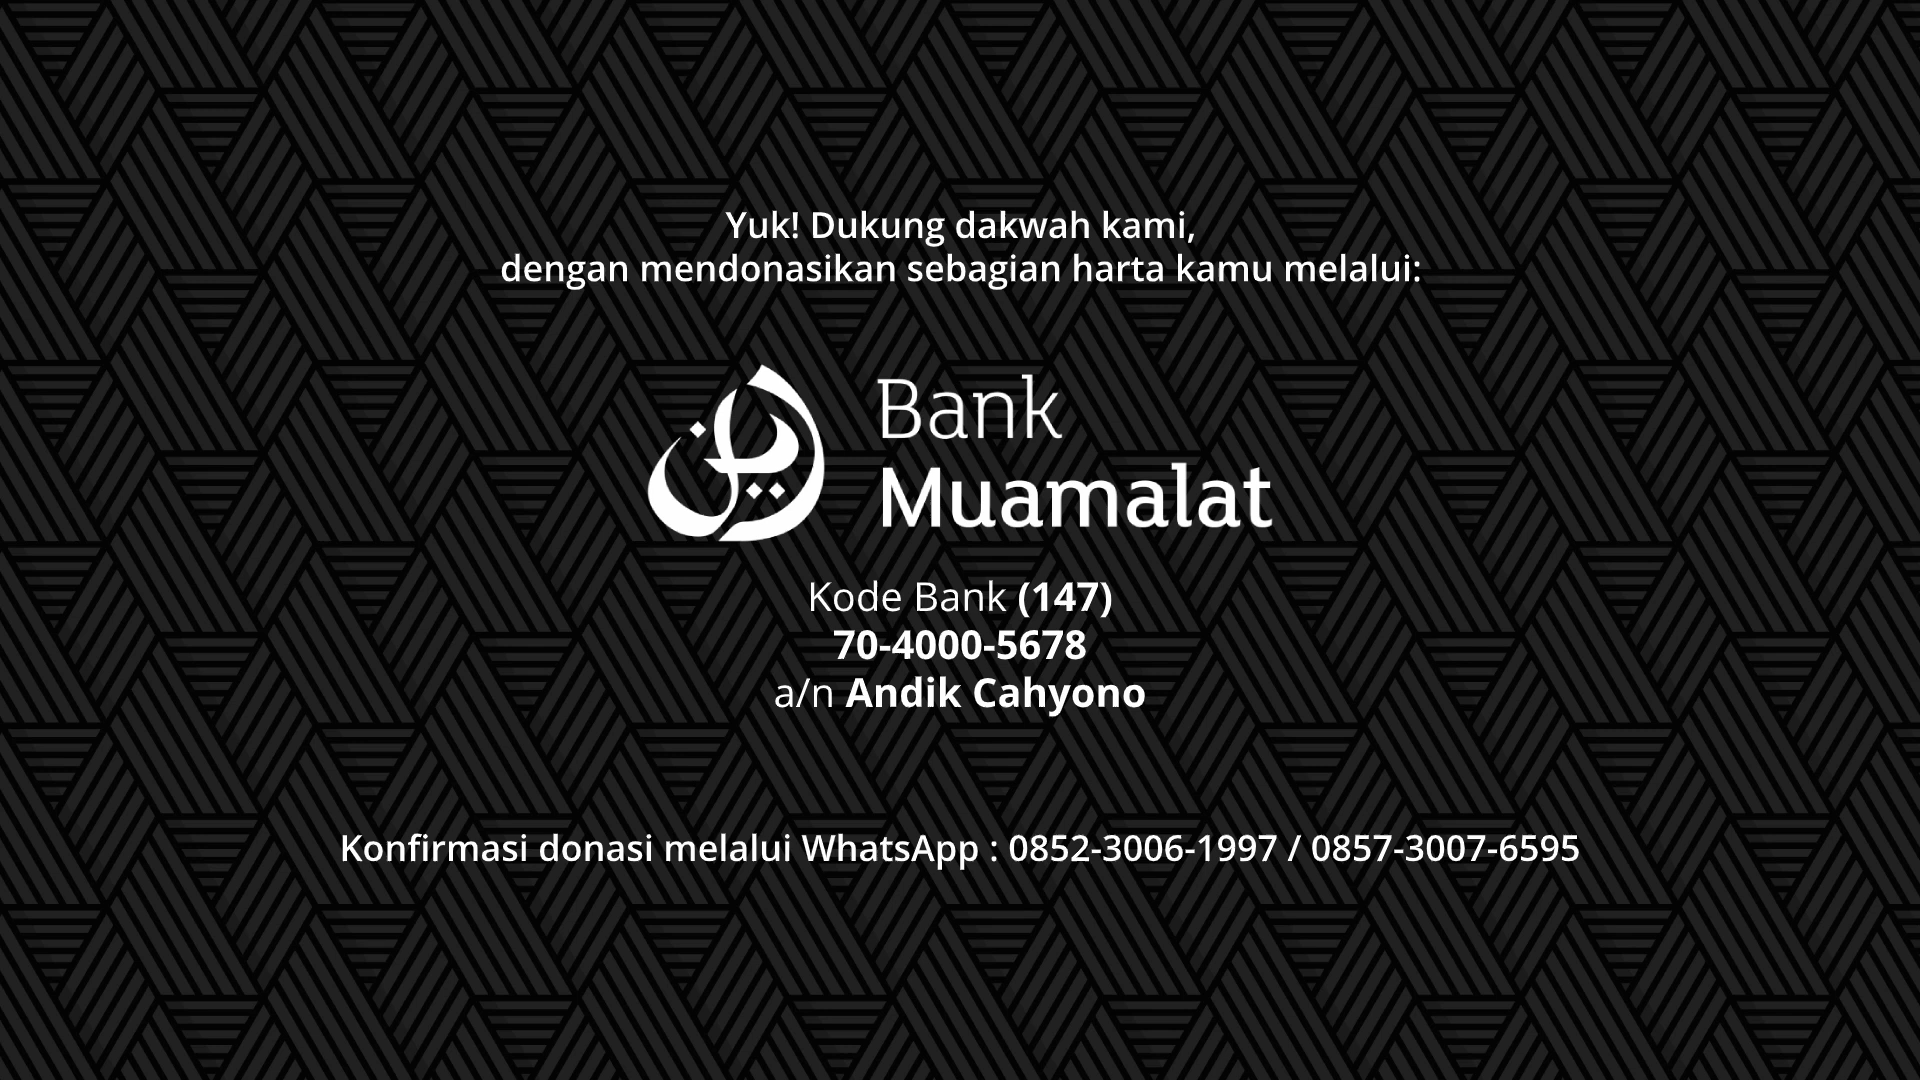 Yuk! Dukung dakwah kami,
dengan mendonasikan sebagian harta kamu melalui:
Bank
Muamalat
Kode Bank (147)
70-4000-5678
a/n Andik Cahyono
Konfirmasi donasi melalui WhatsApp : 0852-3006-1997 / 0857-3007-6595